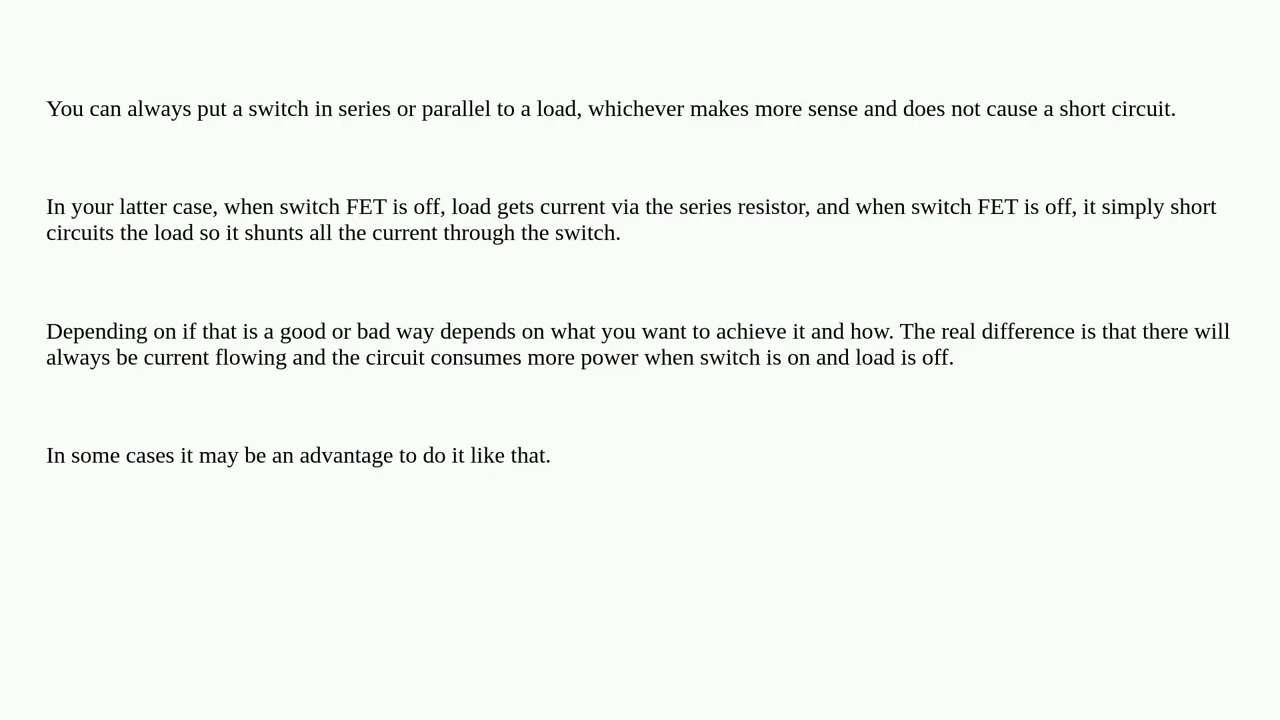 You can always put a switch in series or parallel to a load, whichever makes more sense and does not cause a short circuit.
In your latter case, when switch FET is off, load gets current via the series resistor, and when switch FET is off, it simply short
circuits the load so it shunts all the current through the switch.
Depending on if that is a good or bad way depends on what you want to achieve it and how. The real difference is that there will
always be current flowing and the circuit consumes more power when switch is on and load is off.
In some cases it may be an advantage to do it like that.